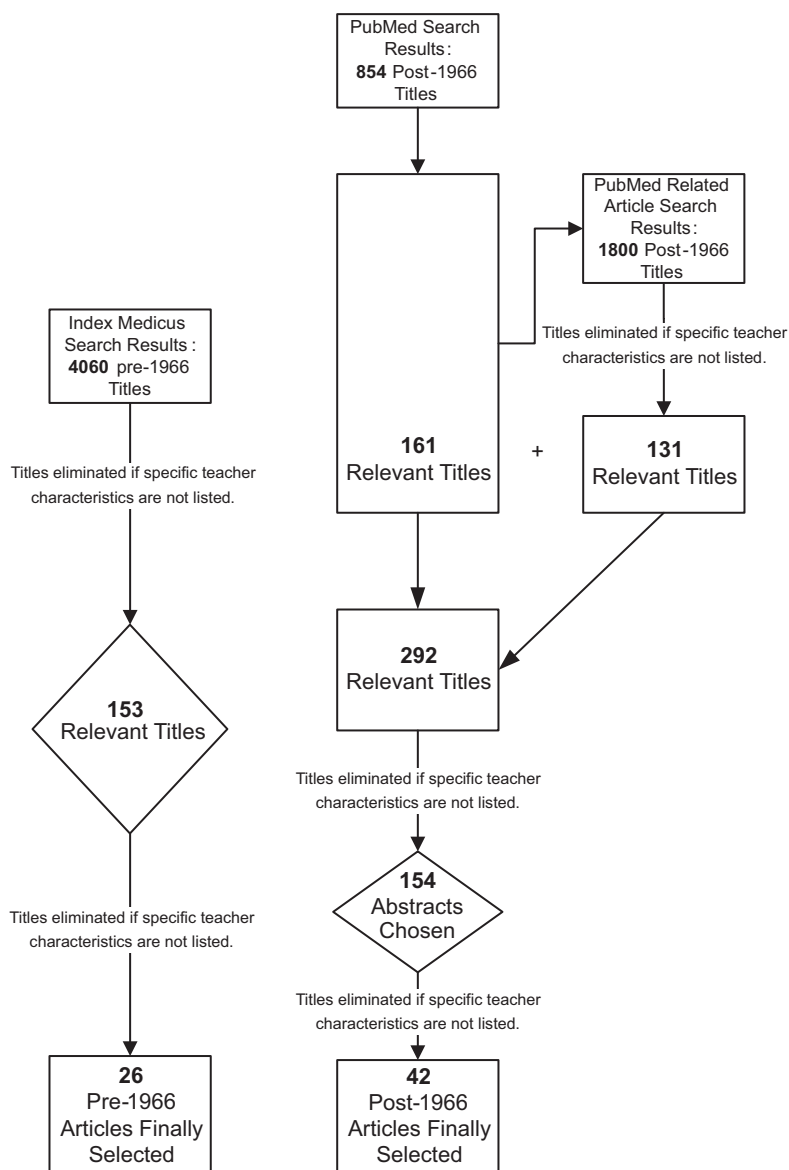 PubMed Search
Results:
854 Post-1966
Titles
PubMed Related
Article Search
Results:
1800 Post-1966
Titles
Index Medicus
Search Results :
4060 pre-1966
Titles
Titles eliminated if specific teacher
characteristics are not listed.
161
Relevant Titles
+
131
Relevant Titles
Titles eliminated if specific teacher
characteristics are not listed.
292
Relevant Titles
153
Relevant Titles
Titles eliminated if specific teacher
characteristics are not listed.
154
Abstracts
Chosen
Titles eliminated if specific teacher
characteristics are not listed.
Titles eliminated if specific teacher
characteristics are not listed.
26
Pre-1966
Articles Finally
Selected
42
Post-1966
Articles Finally
Selected